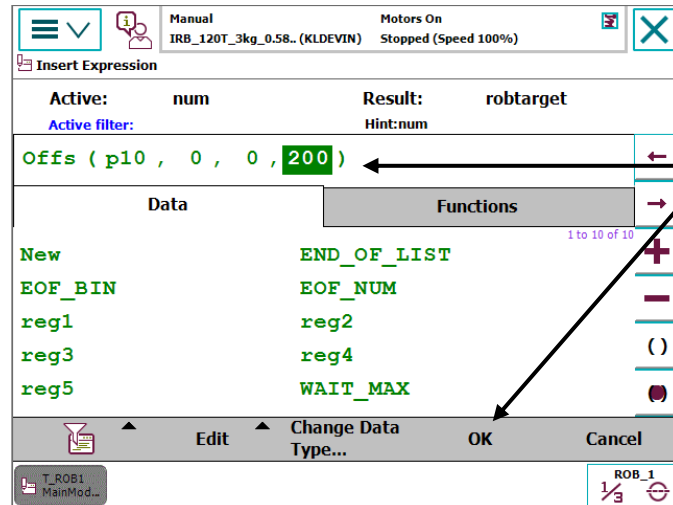 Manual
IRB_120T_3kg_0.58.. (KLDEVIN)
Motors On
Stopped (Speed 100%)
Insert Expression
Active: num Result: robtarget
Active filter: Hint:num
Offs ( p10 , 0 , 0 , 200 )
Data Functions
1 to 10 of 10
New END_OF_LIST
EOF_BIN EOF_NUM
reg1 reg2
reg3 reg4
reg5 WAIT_MAX
()
()
Edit
Change Data
Type...
OK
Cancel
T_ROB1
MainMod...
ROB_1
1/3